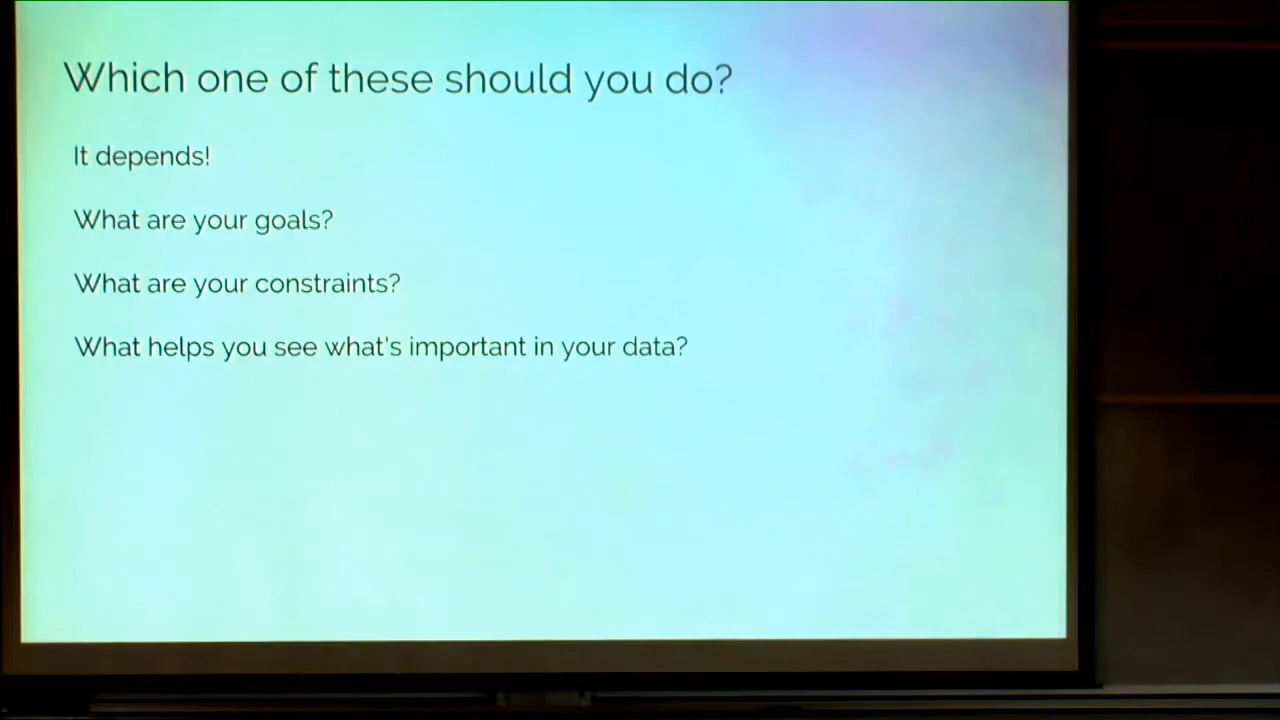 Which one of these should you do?
It depends!
What are your goals?
What are your constraints?
What helps you see what's important in your data?